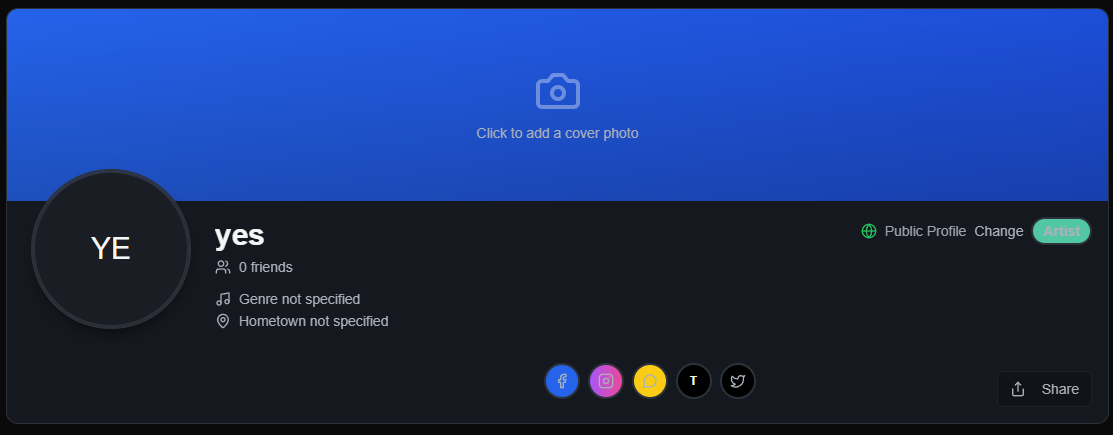 Click to add a cover photo
YE
yes
Public Profile Change Artist
0 friends
Genre not specified
Hometown not specified
T
Share